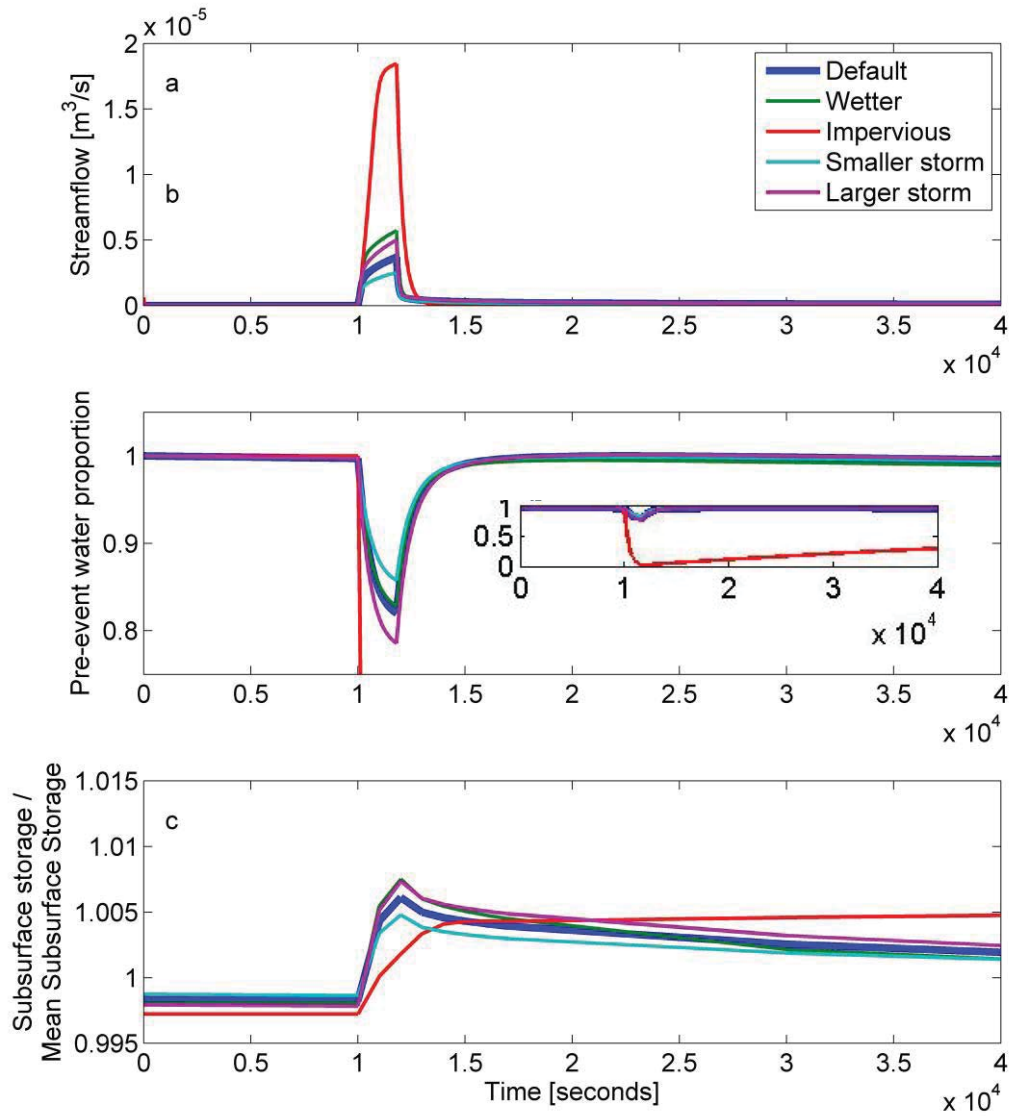 x 10^-5
2
1.5
1
0.5
0
Streamflow [m^3/s]
a
b
Default
Wetter
Impervious
Smaller storm
Larger storm
0 0.5 1 1.5 2 2.5 3 3.5 4
x 10^4
Pre-event water proportion
1
0.9
0.8
1
0.5
0
0 1 2 3 4
x 10^4
0 0.5 1 1.5 2 2.5 3 3.5 4
x 10^4
Subsurface storage /
Mean Subsurface Storage
1.015
1.01
1.005
1
0.995
c
0 0.5 1 1.5 2 2.5 3 3.5 4
Time [seconds]
x 10^4